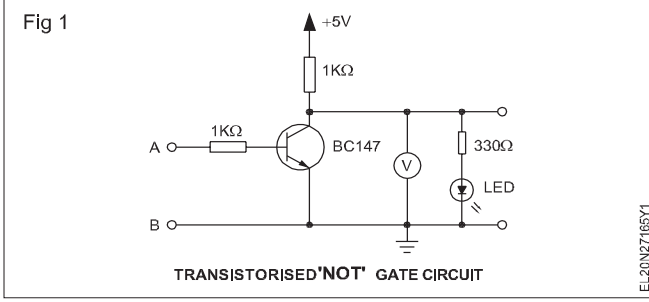 Fig 1
+5V
1KΩ
1KΩ
A
BC147
V
330Ω
LED
B
TRANSISTORISED 'NOT' GATE CIRCUIT
EL20N27165Y1